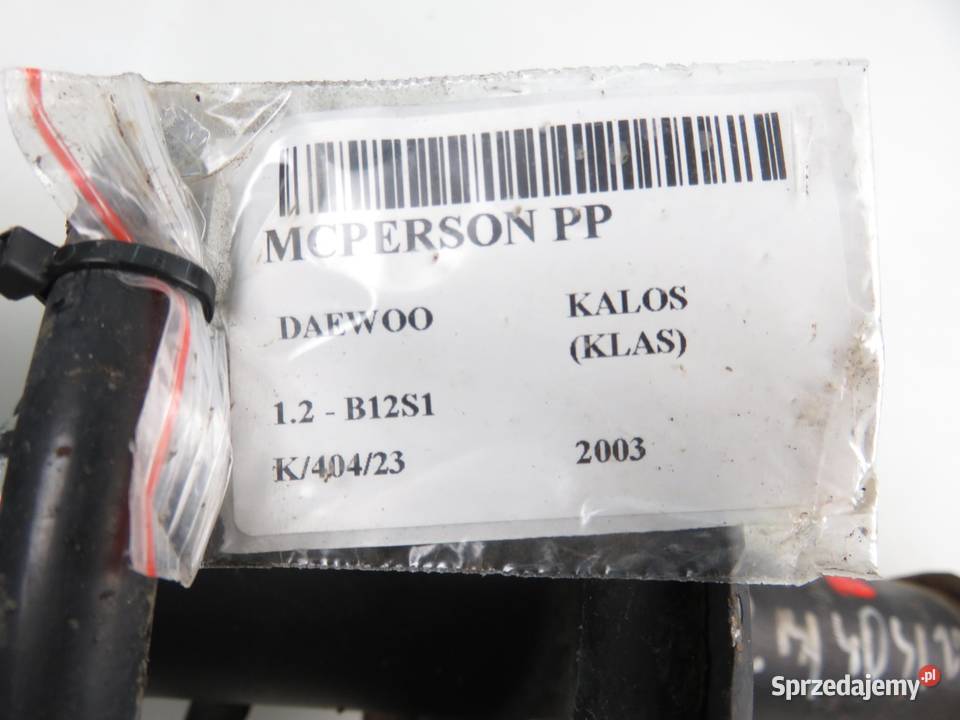 MCPERSON PP
DAEWOO KALOS
(KLAS)
1.2 - B12S1
K/404/23 2003
Sprzedajemy.pl